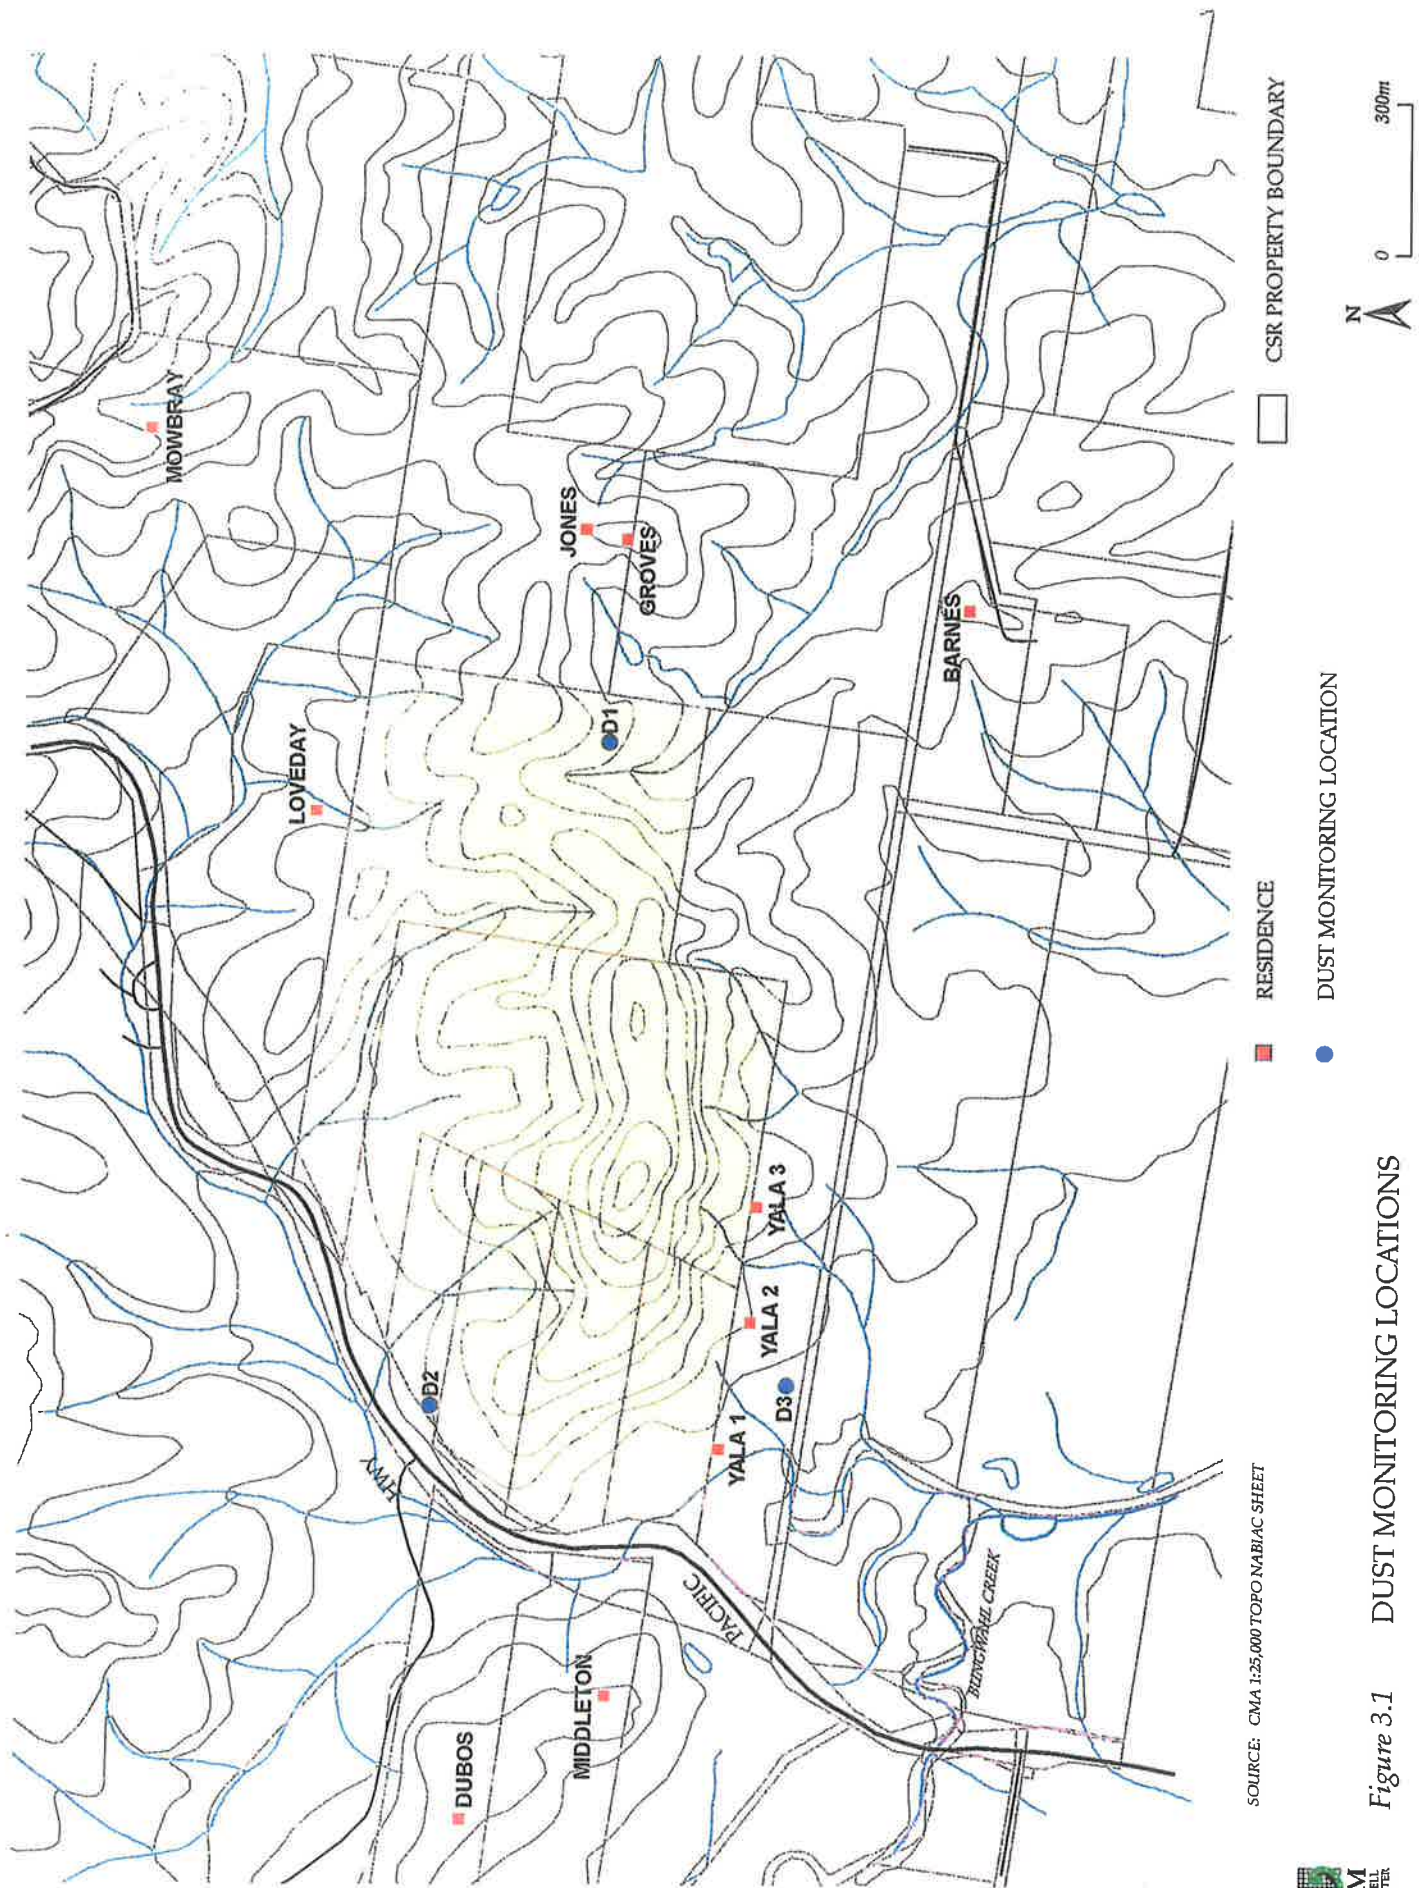 MOWBRAY
LOVEDAY
JONES
GROVES
BARNES
D1
D2
HWY
YALA 3
YALA 2
D3
YALA 1
PACIFIC
MIDDLETON
DUBOS
BUNGWAHL CREEK
SOURCE: CMA 1:25,000 TOPO NABIAC SHEET
RESIDENCE
CSR PROPERTY BOUNDARY
DUST MONITORING LOCATION
N
0 300m
Figure 3.1 DUST MONITORING LOCATIONS